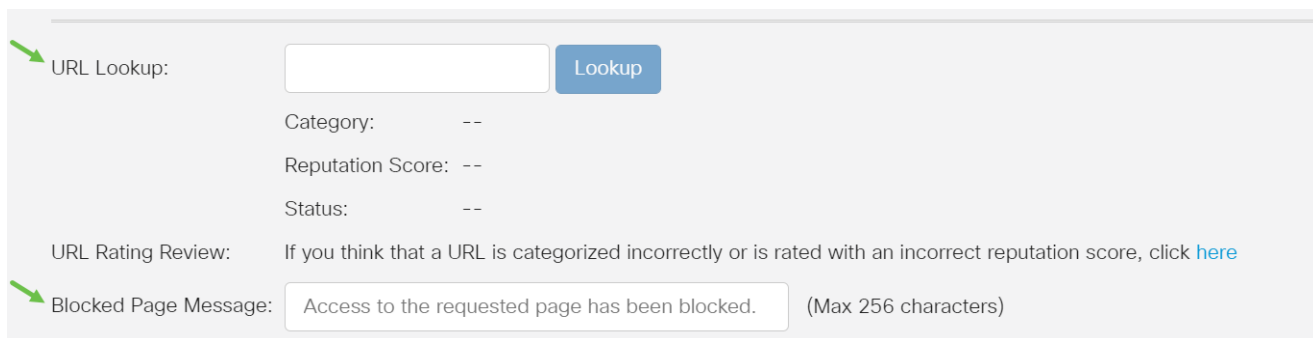 URL Lookup: Lookup
Category: --
Reputation Score: --
Status: --
URL Rating Review: If you think that a URL is categorized incorrectly or is rated with an incorrect reputation score, click here
Blocked Page Message: Access to the requested page has been blocked. (Max 256 characters)